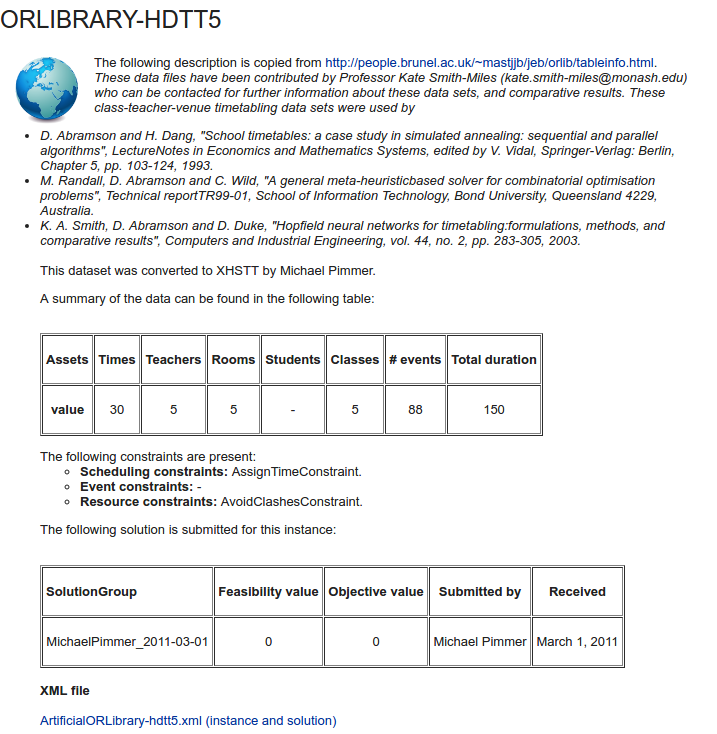 ORLIBRARY-HDTT5
The following description is copied from http://people.brunel.ac.uk/~mastjjb/jeb/orlib/tableinfo.html.
These data files have been contributed by Professor Kate Smith-Miles (kate.smith-miles@monash.edu)
who can be contacted for further information about these data sets, and comparative results. These
class-teacher-venue timetabling data sets were used by
• D. Abramson and H. Dang, "School timetables: a case study in simulated annealing: sequential and parallel
algorithms", LectureNotes in Economics and Mathematics Systems, edited by V. Vidal, Springer-Verlag: Berlin,
Chapter 5, pp. 103-124, 1993.
• M. Randall, D. Abramson and C. Wild, "A general meta-heuristicbased solver for combinatorial optimisation
problems", Technical reportTR99-01, School of Information Technology, Bond University, Queensland 4229,
Australia.
• K. A. Smith, D. Abramson and D. Duke, "Hopfield neural networks for timetabling:formulations, methods, and
comparative results", Computers and Industrial Engineering, vol. 44, no. 2, pp. 283-305, 2003.
This dataset was converted to XHSTT by Michael Pimmer.
A summary of the data can be found in the following table:
Assets Times Teachers Rooms Students Classes # events Total duration
value 30 5 5 - 5 88 150
The following constraints are present:
Scheduling constraints: AssignTimeConstraint.
Event constraints: -
Resource constraints: AvoidClashesConstraint.
The following solution is submitted for this instance:
SolutionGroup Feasibility value Objective value Submitted by Received
MichaelPimmer_2011-03-01 0 0 Michael Pimmer March 1, 2011
XML file
ArtificialORLibrary-hdtt5.xml (instance and solution)